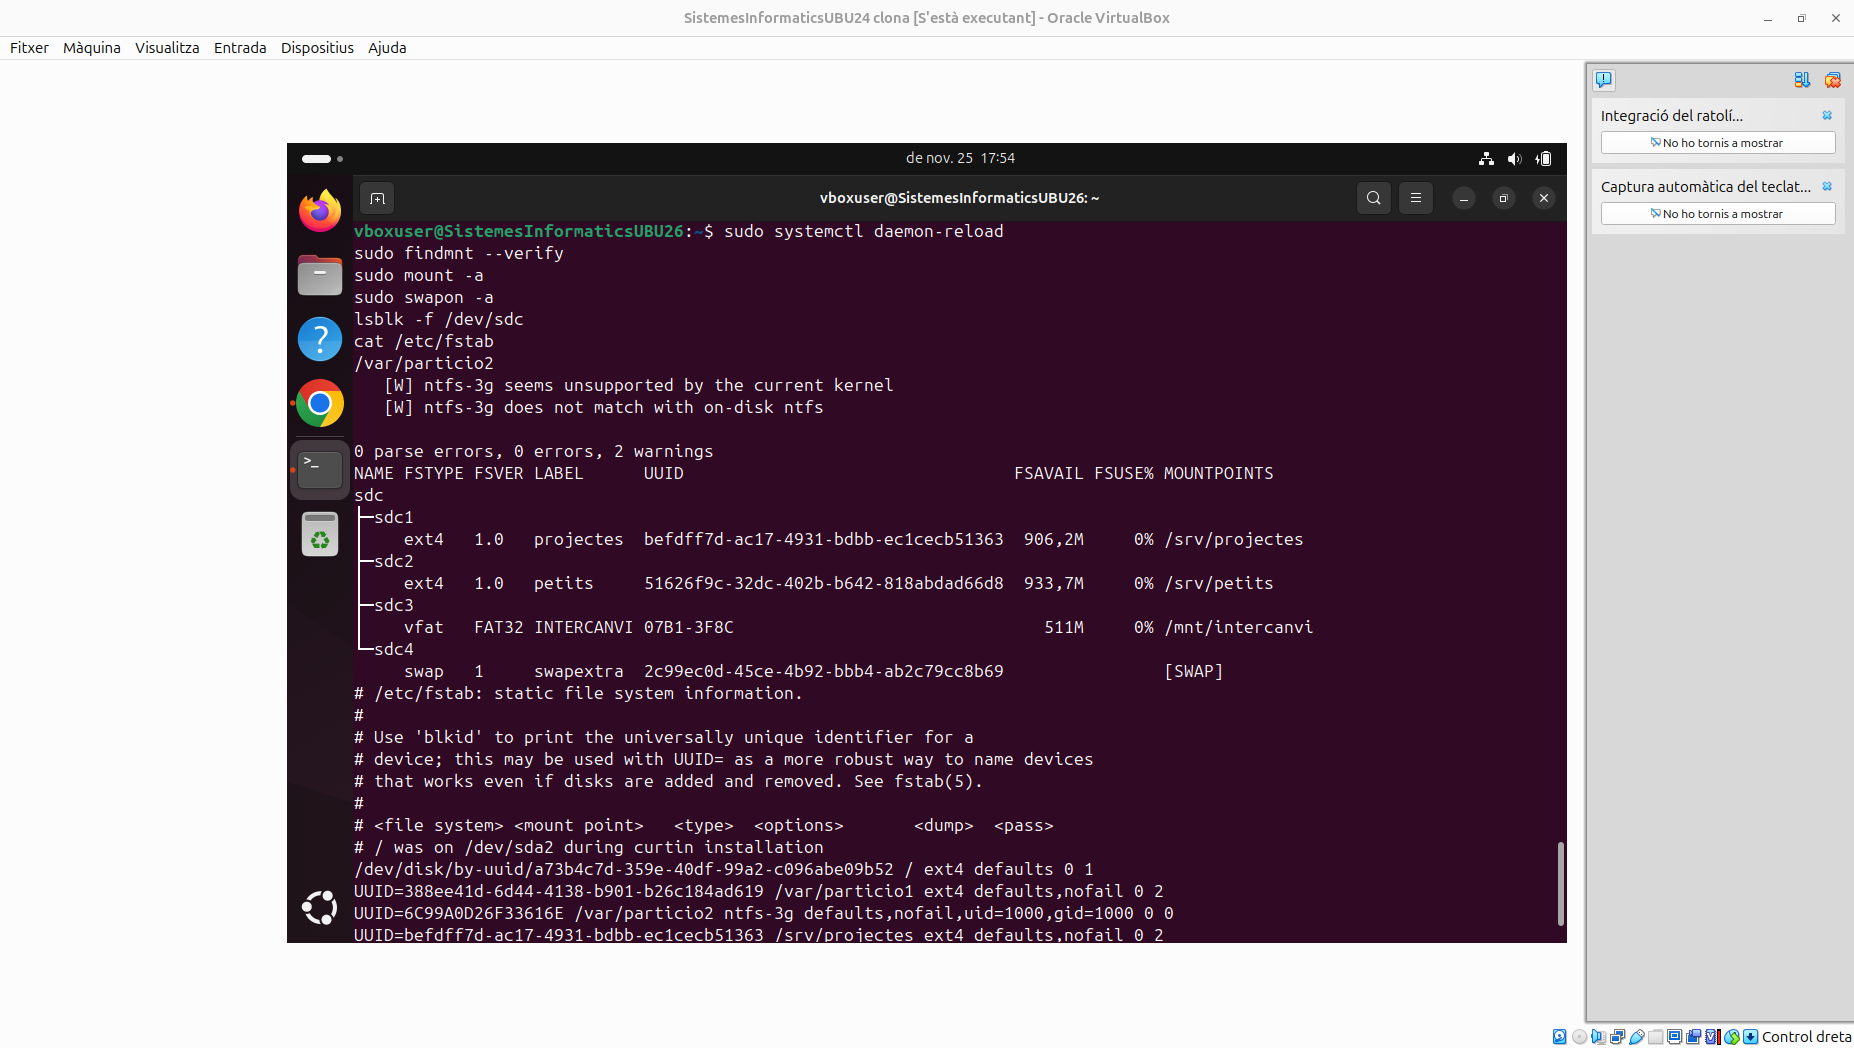 SistemesInformaticsUBU24 clona [S'està executant] - Oracle VirtualBox
Fitxer Màquina Visualitza Entrada Dispositius Ajuda
de nov. 25 17:54
vboxuser@SistemesInformaticsUBU26: ~
vboxuser@SistemesInformaticsUBU26:~$ sudo systemctl daemon-reload
sudo findmnt --verify
sudo mount -a
sudo swapon -a
lsblk -f /dev/sdc
cat /etc/fstab
/var/particio2
   [W] ntfs-3g seems unsupported by the current kernel
   [W] ntfs-3g does not match with on-disk ntfs
0 parse errors, 0 errors, 2 warnings
NAME FSTYPE FSVER LABEL      UUID                                 FSAVAIL FSUSE% MOUNTPOINTS
sdc
├─sdc1
     ext4   1.0   projectes  befdff7d-ac17-4931-bdbb-ec1cecb51363  906,2M     0% /srv/projectes
├─sdc2
     ext4   1.0   petits     51626f9c-32dc-402b-b642-818abdad66d8  933,7M     0% /srv/petits
├─sdc3
     vfat   FAT32 INTERCANVI 07B1-3F8C                               511M     0% /mnt/intercanvi
└─sdc4
     swap   1     swapextra  2c99ec0d-45ce-4b92-bbb4-ab2c79cc8b69                [SWAP]
# /etc/fstab: static file system information.
#
# Use 'blkid' to print the universally unique identifier for a
# device; this may be used with UUID= as a more robust way to name devices
# that works even if disks are added and removed. See fstab(5).
#
# <file system> <mount point>   <type>  <options>       <dump>  <pass>
# / was on /dev/sda2 during curtin installation
/dev/disk/by-uuid/a73b4c7d-359e-40df-99a2-c096abe09b52 / ext4 defaults 0 1
UUID=388ee41d-6d44-4138-b901-b26c184ad619 /var/particio1 ext4 defaults,nofail 0 2
UUID=6C99A0D26F33616E /var/particio2 ntfs-3g defaults,nofail,uid=1000,gid=1000 0 0
UUID=befdff7d-ac17-4931-bdbb-ec1cecb51363 /srv/projectes ext4 defaults,nofail 0 2
Integració del ratolí...
No ho tornis a mostrar
Captura automàtica del teclat...
No ho tornis a mostrar
Control dreta